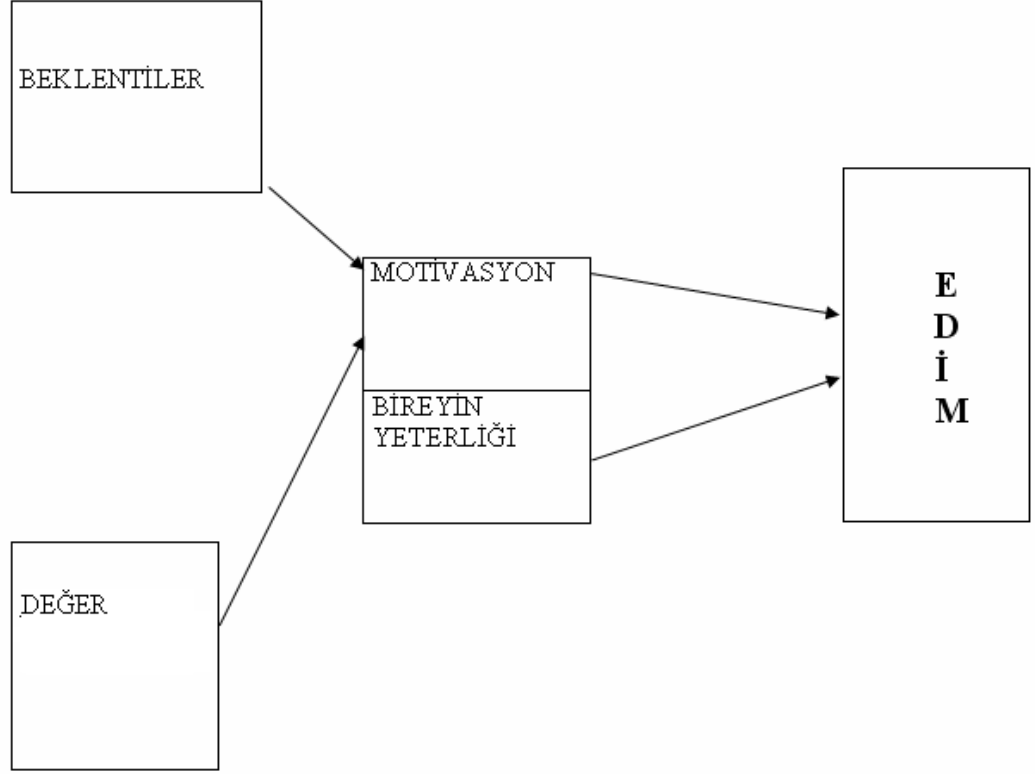 BEKLENTİLER
MOTİVASYON
BİREYİN
YETERLİĞİ
DEĞER
E
D
İ
M